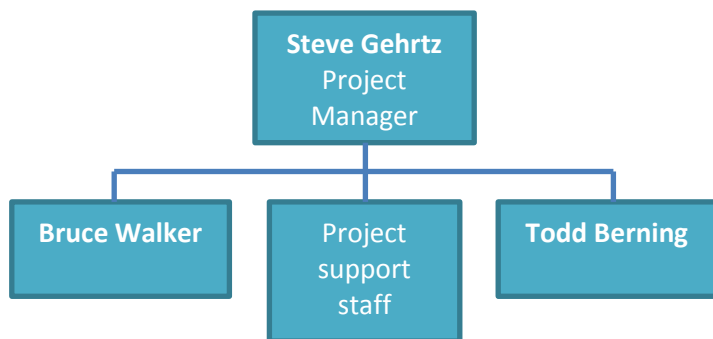 Steve Gehrtz
Project
Manager
Bruce Walker
Project
support
staff
Todd Berning